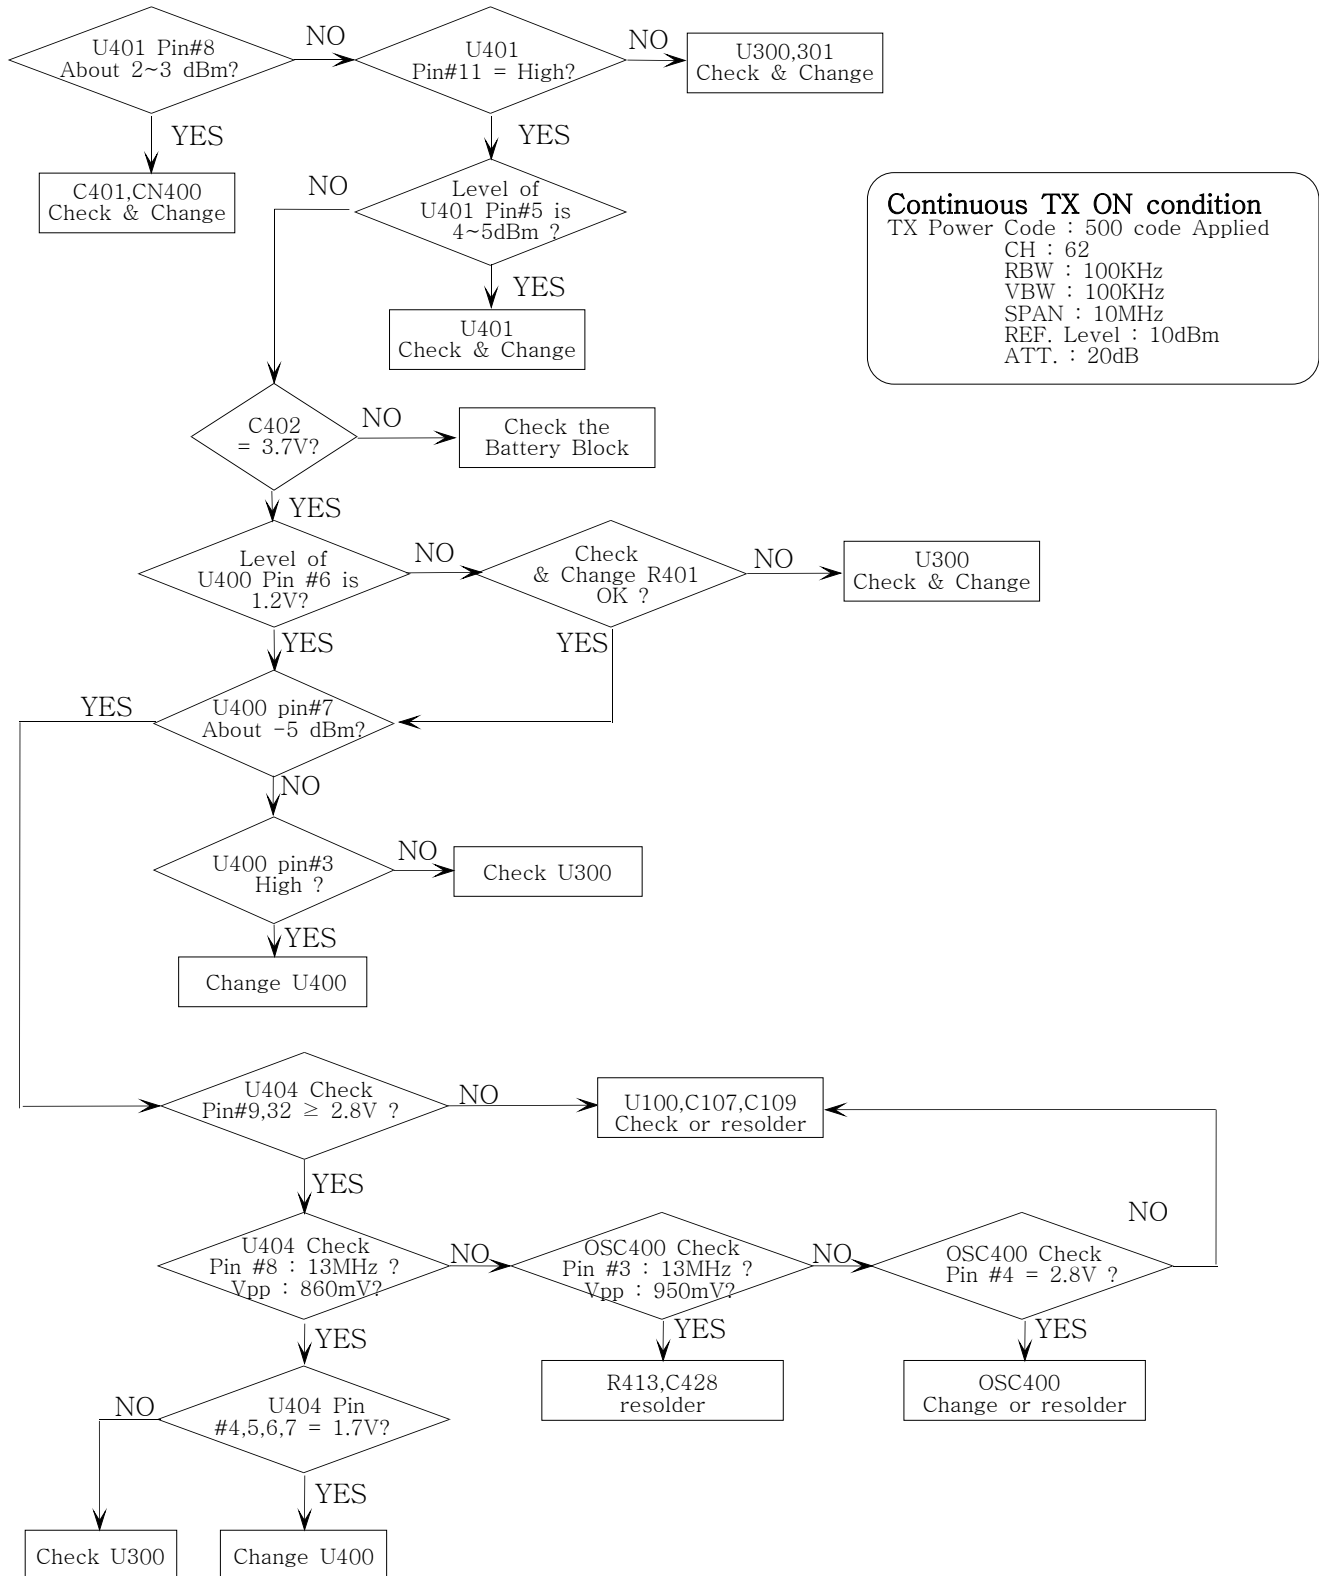 U401 Pin#8
About 2~3 dBm?
NO
U401
Pin#11 = High?
NO
U300,301
Check & Change
YES
C401,CN400
Check & Change
YES
NO
Level of
U401 Pin#5 is
4~5dBm ?
YES
U401
Check & Change
Continuous TX ON condition
TX Power Code : 500 code Applied
CH : 62
RBW : 100KHz
VBW : 100KHz
SPAN : 10MHz
REF. Level : 10dBm
ATT. : 20dB
C402
= 3.7V?
NO
Check the
Battery Block
YES
Level of
U400 Pin #6 is
1.2V?
NO
Check
& Change R401
OK ?
NO
U300
Check & Change
YES
YES
YES
U400 pin#7
About -5 dBm?
NO
U400 pin#3
High ?
NO
Check U300
YES
Change U400
U404 Check
Pin#9,32 ≥ 2.8V ?
NO
U100,C107,C109
Check or resolder
YES
U404 Check
Pin #8 : 13MHz ?
Vpp : 860mV?
NO
OSC400 Check
Pin #3 : 13MHz ?
Vpp : 950mV?
NO
OSC400 Check
Pin #4 = 2.8V ?
NO
YES
YES
R413,C428
resolder
YES
OSC400
Change or resolder
NO
U404 Pin
#4,5,6,7 = 1.7V?
YES
Check U300
Change U400